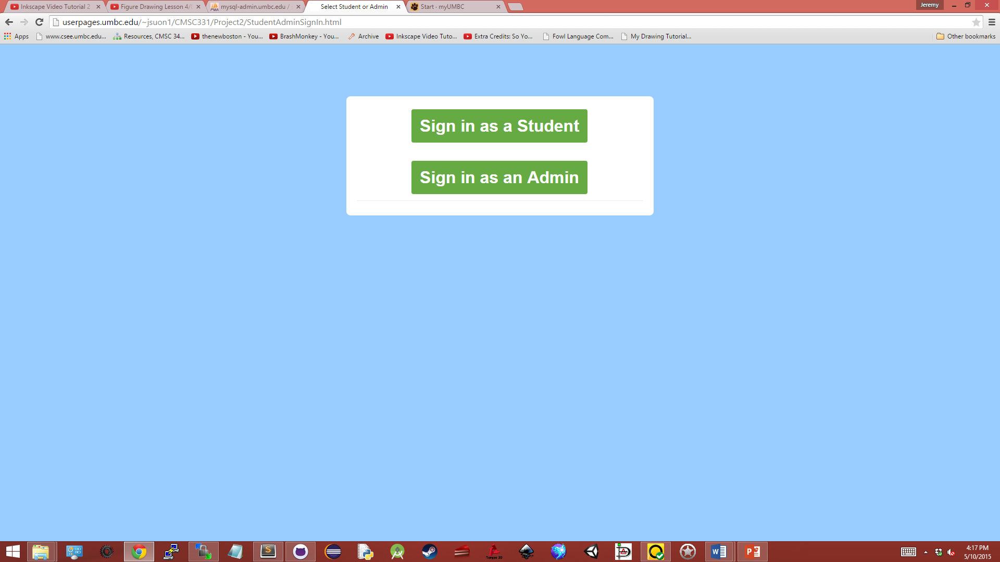 Inkscape Video Tutorial 2
Figure Drawing Lesson 4/
mysql-admin.umbc.edu /
Select Student or Admin
Start · myUMBC
Jeremy
userpages.umbc.edu/~jsuon1/CMSC331/Project2/StudentAdminSignIn.html
Apps
www.csee.umbc.edu...
Resources, CMSC 34...
thenewboston - You...
BrashMonkey - You...
Archive
Inkscape Video Tuto...
Extra Credits: So Yo...
Fowl Language Com...
My Drawing Tutorial...
Other bookmarks
Sign in as a Student
Sign in as an Admin
4:17 PM
5/10/2015